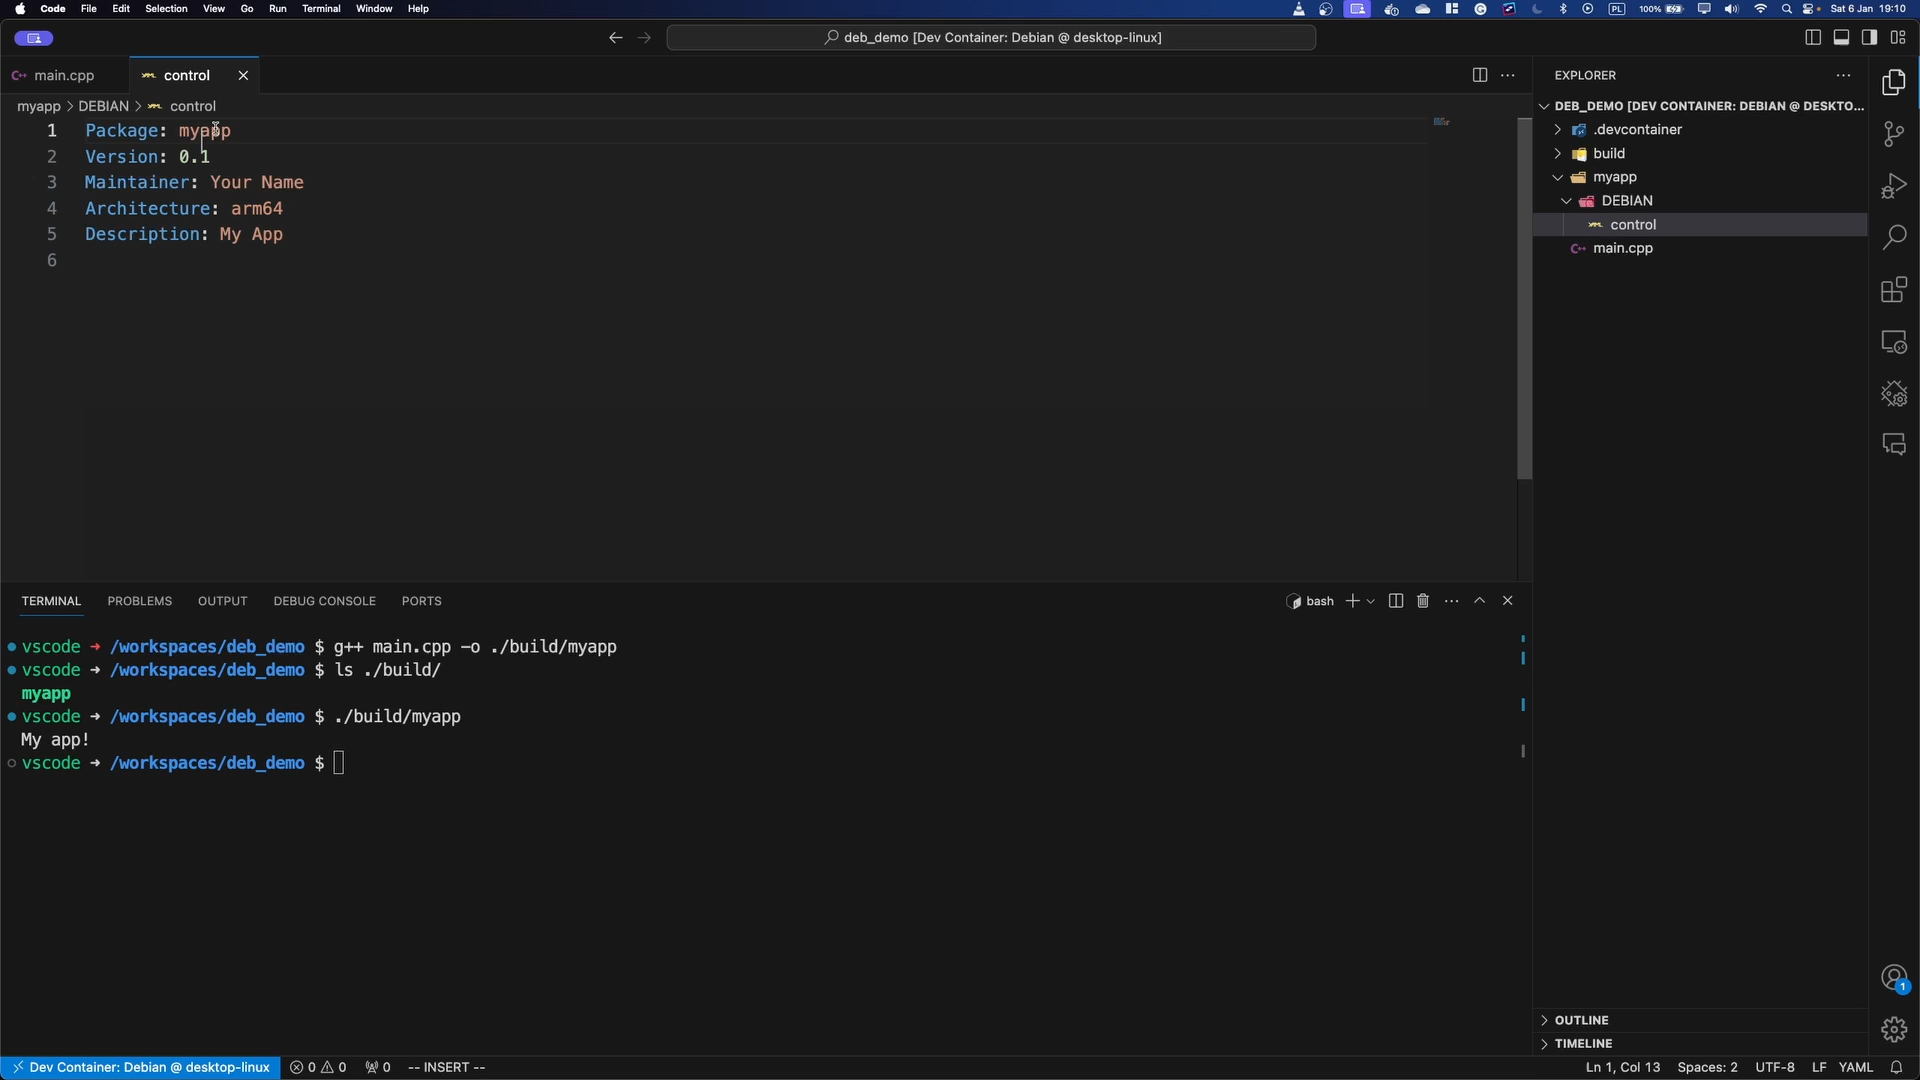 Code File Edit Selection View Go Run Terminal Window Help PL 100% Sat 6 Jan 19:10
deb_demo [Dev Container: Debian @ desktop-linux]
main.cpp control
myapp > DEBIAN > control
1 Package: myapp
2 Version: 0.1
3 Maintainer: Your Name
4 Architecture: arm64
5 Description: My App
6
EXPLORER
DEB_DEMO [DEV CONTAINER: DEBIAN @ DESKTO...
.devcontainer
build
myapp
DEBIAN
control
main.cpp
TERMINAL PROBLEMS OUTPUT DEBUG CONSOLE PORTS bash
vscode → /workspaces/deb_demo $ g++ main.cpp -o ./build/myapp
vscode → /workspaces/deb_demo $ ls ./build/
myapp
vscode → /workspaces/deb_demo $ ./build/myapp
My app!
vscode → /workspaces/deb_demo $
OUTLINE
TIMELINE
1
Dev Container: Debian @ desktop-linux 0 0 0 -- INSERT -- Ln 1, Col 13 Spaces: 2 UTF-8 LF YAML